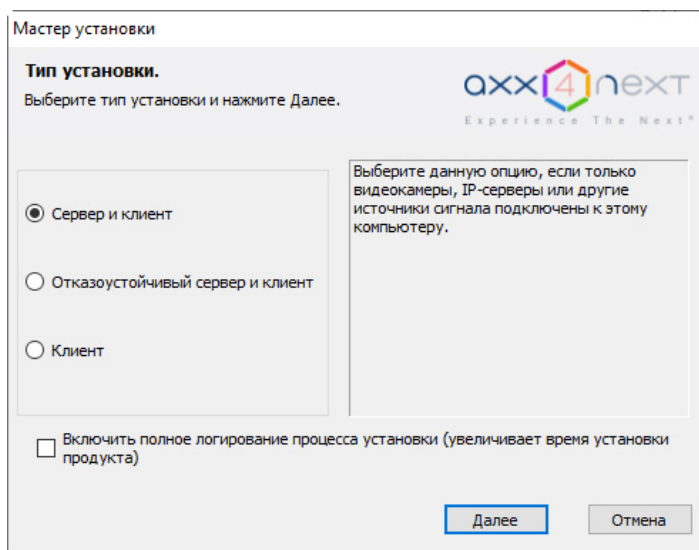 Мастер установки
Тип установки.
Выберите тип установки и нажмите Далее.
axx4next
Experience The Next®
Сервер и клиент
Отказоустойчивый сервер и клиент
Клиент
Выберите данную опцию, если только
видеокамеры, IP-серверы или другие
источники сигнала подключены к этому
компьютеру.
Включить полное логирование процесса установки (увеличивает время установки
продукта)
Далее
Отмена